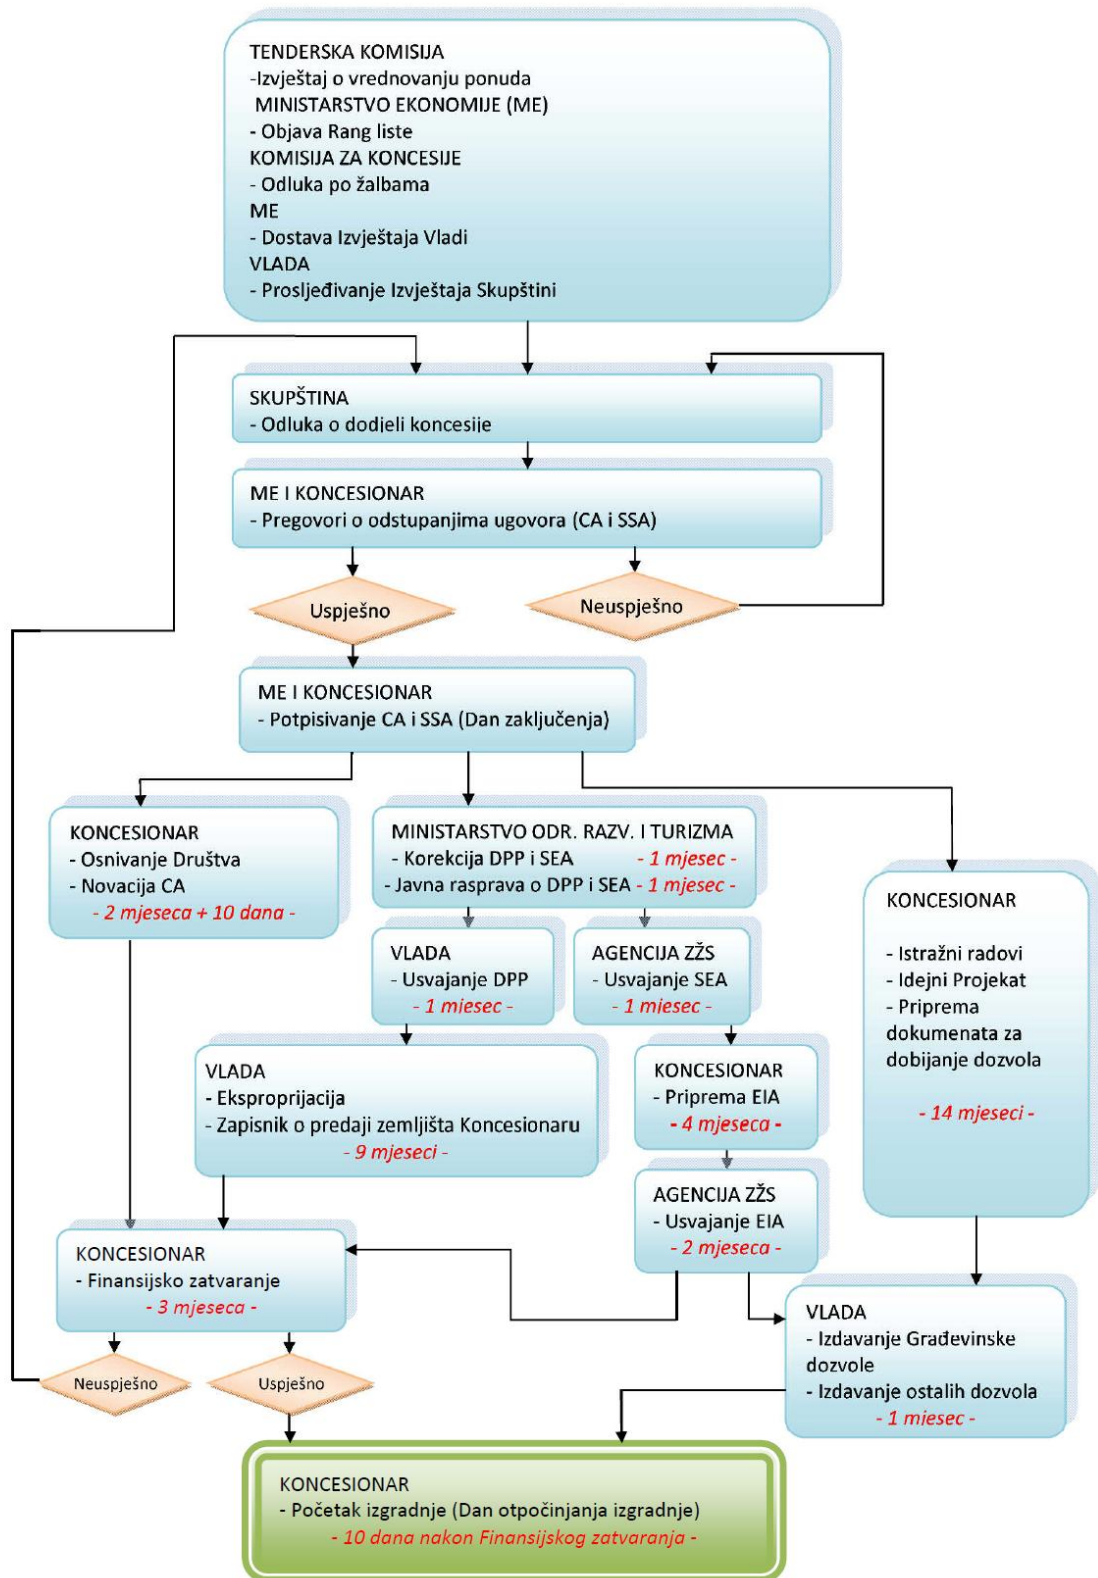 TENDERSKA KOMISIJA
-Izvještaj o vrednovanju ponuda
MINISTARSTVO EKONOMIJE (ME)
- Objava Rang liste
KOMISIJA ZA KONCESIJE
- Odluka po žalbama
ME
- Dostava Izvještaja Vladi
VLADA
- Prosljeđivanje Izvještaja Skupštini
SKUPŠTINA
- Odluka o dodjeli koncesije
ME I KONCESIONAR
- Pregovori o odstupanjima ugovora (CA i SSA)
Uspješno
Neuspješno
ME I KONCESIONAR
- Potpisivanje CA i SSA (Dan zaključenja)
KONCESIONAR
- Osnivanje Društva
- Novacija CA
- 2 mjeseca + 10 dana -
MINISTARSTVO ODR. RAZV. I TURIZMA
- Korekcija DPP i SEA - 1 mjesec -
- Javna rasprava o DPP i SEA - 1 mjesec -
KONCESIONAR
- Istražni radovi
- Idejni Projekat
- Priprema
dokumenata za
dobijanje dozvola
- 14 mjeseci -
VLADA
- Usvajanje DPP
- 1 mjesec -
AGENCIJA ZŽS
- Usvajanje SEA
- 1 mjesec -
VLADA
- Eksproprijacija
- Zapisnik o predaji zemljišta Koncesionaru
- 9 mjeseci -
KONCESIONAR
- Priprema EIA
- 4 mjeseca -
AGENCIJA ZŽS
- Usvajanje EIA
- 2 mjeseca -
KONCESIONAR
- Finansijsko zatvaranje
- 3 mjeseca -
VLADA
- Izdavanje Građevinske
dozvole
- Izdavanje ostalih dozvola
- 1 mjesec -
Neuspješno
Uspješno
KONCESIONAR
- Početak izgradnje (Dan otpočinjanja izgradnje)
- 10 dana nakon Finansijskog zatvaranja -